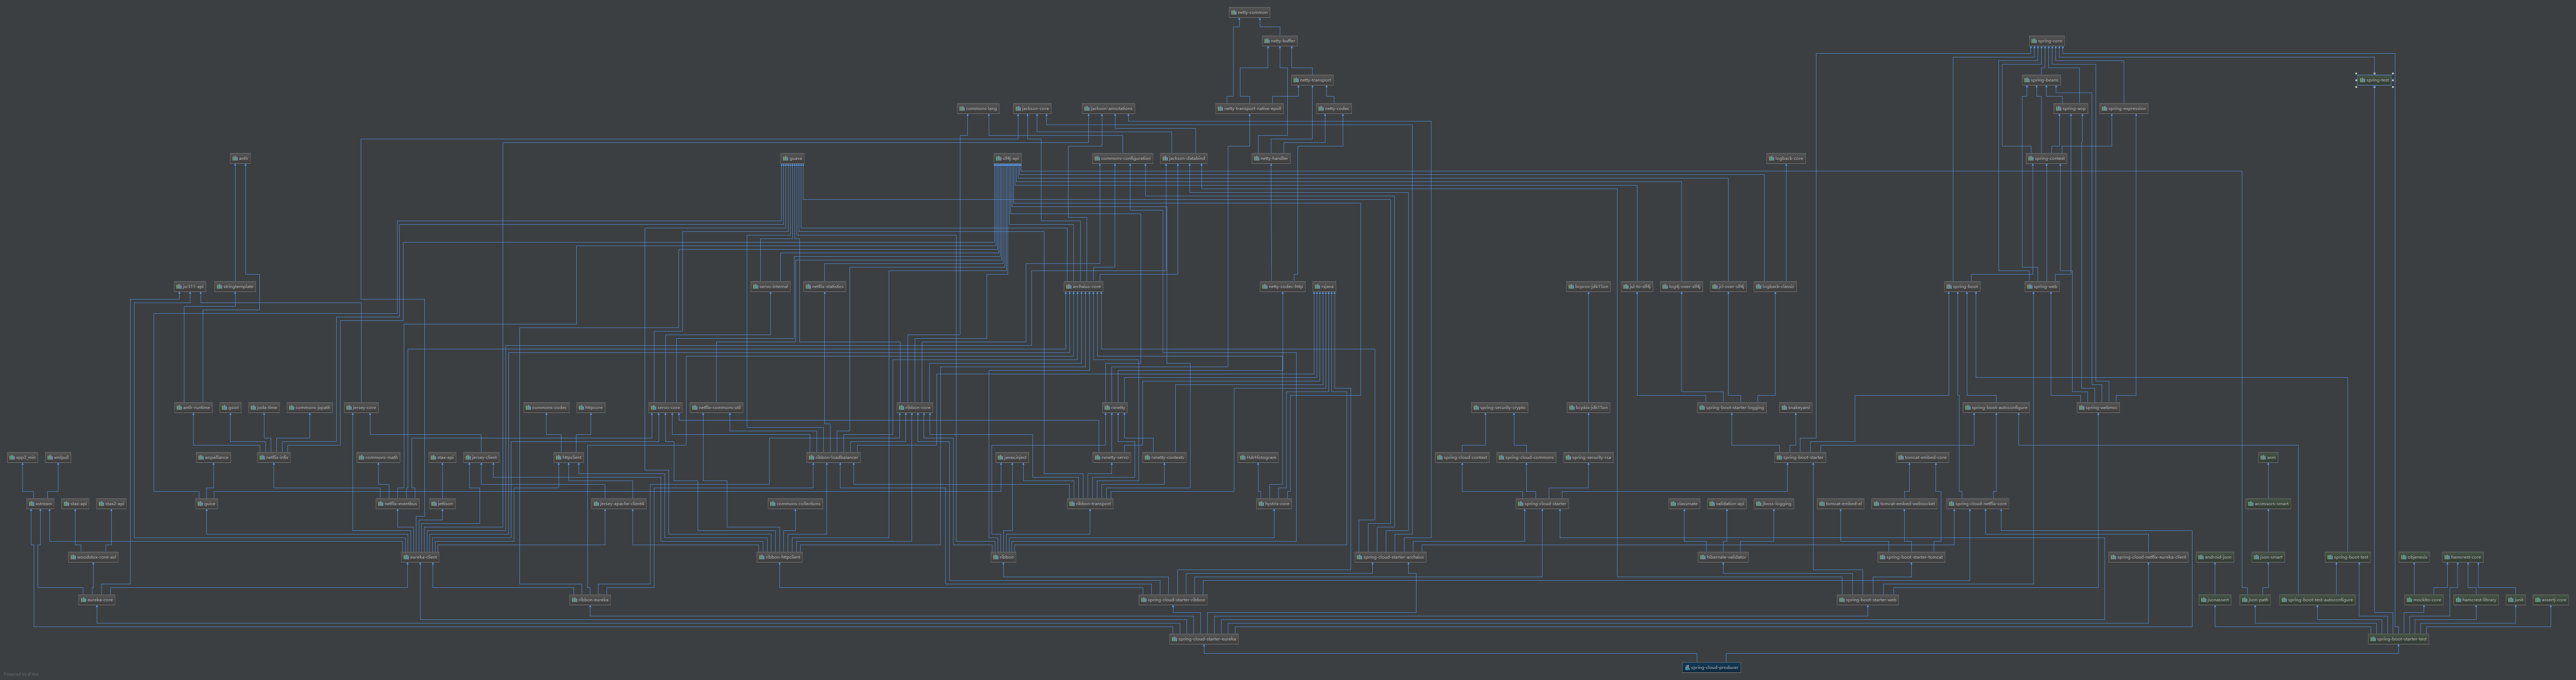 netty-common
netty-buffer
spring-core
netty-transport
spring-beans
spring-test
commons-lang
jackson-core
jackson-annotations
netty-transport-native-epoll
netty-codec
spring-aop
spring-expression
antlr
guava
slf4j-api
commons-configuration
jackson-databind
netty-handler
logback-core
spring-context
jsr311-api
stringtemplate
servo-internal
netflix-statistics
archaius-core
netty-codec-http
rxjava
bcprov-jdk15on
jul-to-slf4j
log4j-over-slf4j
jcl-over-slf4j
logback-classic
spring-boot
spring-web
antlr-runtime
gson
joda-time
commons-jxpath
jersey-core
commons-codec
httpcore
servo-core
netflix-commons-util
ribbon-core
rxnetty
spring-security-crypto
bcpkix-jdk15on
spring-boot-starter-logging
snakeyaml
spring-boot-autoconfigure
spring-webmvc
xpp3_min
xmlpull
aopalliance
netflix-infix
commons-math
stax-api
jersey-client
httpclient
ribbon-loadbalancer
javax.inject
rxnetty-servo
rxnetty-contexts
HdrHistogram
spring-cloud-context
spring-cloud-commons
spring-security-rsa
spring-boot-starter
tomcat-embed-core
asm
xstream
stax-api
stax2-api
guice
netflix-eventbus
jettison
jersey-apache-client4
commons-collections
ribbon-transport
hystrix-core
spring-cloud-starter
classmate
validation-api
jboss-logging
tomcat-embed-el
tomcat-embed-websocket
spring-cloud-netflix-core
accessors-smart
woodstox-core-asl
eureka-client
ribbon-httpclient
ribbon
spring-cloud-starter-archaius
hibernate-validator
spring-boot-starter-tomcat
spring-cloud-netflix-eureka-client
android-json
json-smart
spring-boot-test
objenesis
hamcrest-core
eureka-core
ribbon-eureka
spring-cloud-starter-ribbon
spring-boot-starter-web
jsonassert
json-path
spring-boot-test-autoconfigure
mockito-core
hamcrest-library
junit
assertj-core
spring-cloud-starter-eureka
spring-boot-starter-test
spring-cloud-producer
Powered by yFiles